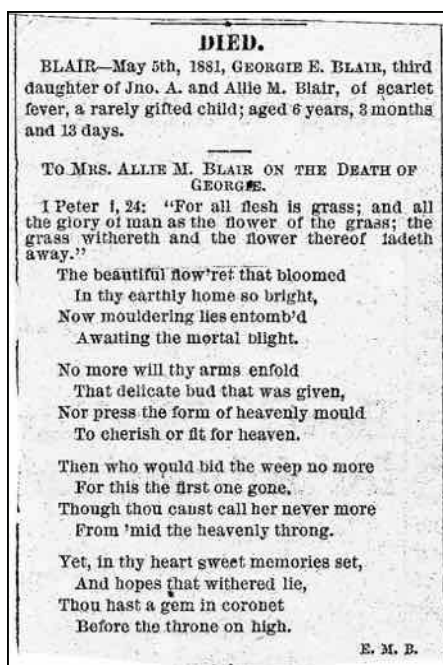 DIED.
BLAIR—May 5th, 1881, GEORGIE E. BLAIR, third
daughter of Jno. A. and Allie M. Blair, of scarlet
fever, a rarely gifted child; aged 6 years, 3 months
and 13 days.
TO MRS. ALLIE M. BLAIR ON THE DEATH OF
GEORGIE.
I Peter i, 24: "For all flesh is grass; and all
the glory of man as the flower of the grass; the
grass withereth and the flower thereof fadeth
away."
The beautiful flow'ret that bloomed
In thy earthly home so bright,
Now mouldering lies entomb'd
Awaiting the mortal blight.
No more will thy arms enfold
That delicate bud that was given,
Nor press the form of heavenly mould
To cherish or fit for heaven.
Then who would bid the weep no more
For this the first one gone,
Though thou canst call her never more
From 'mid the heavenly throng.
Yet, in thy heart sweet memories set,
And hopes that withered lie,
Thou hast a gem in coronet
Before the throne on high.
E. M. B.